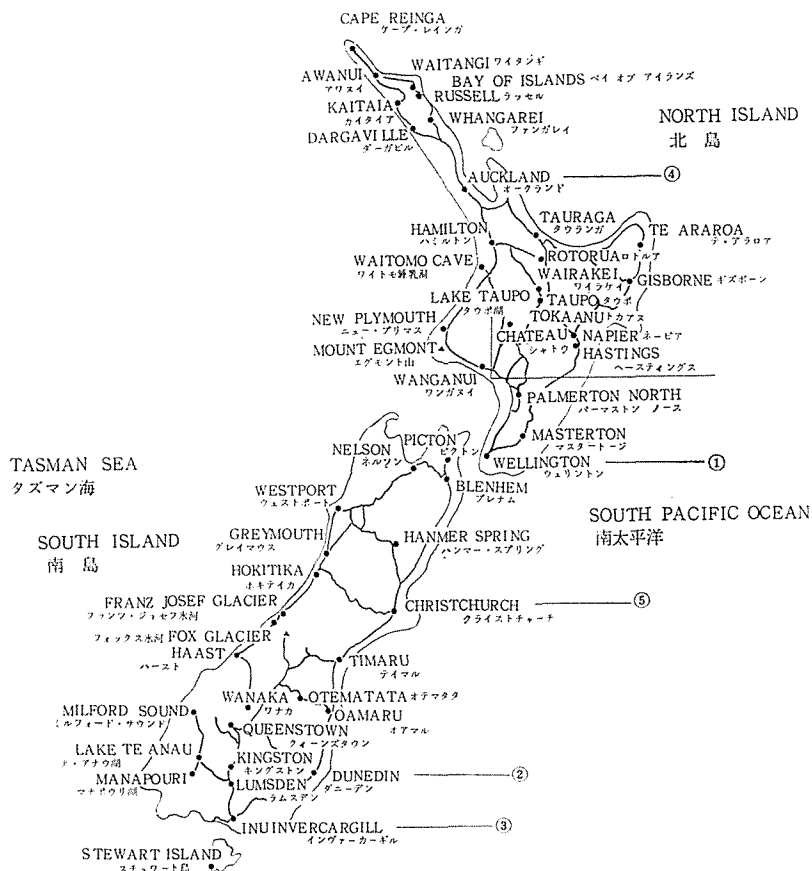 CAPE REINGA
ケープ・レインガ
WAITANGI ワイタンギ
AWANUI
アワヌイ
BAY OF ISLANDS ベイ オブ アイランズ
RUSSELL ラッセル
KAITAIA
カイタイア
WHANGAREI
ファンガレイ
DARGAVILLE
ダーガビル
NORTH ISLAND
北島
AUCKLAND
オークランド
④
TAURAGA
タウランガ
HAMILTON
ハミルトン
TE ARAROA
テ・アラロア
ROTORUA ロトルア
WAITOMO CAVE
ワイトモ鍾乳洞
WAIRAKEI
ワイラケイ
GISBORNE ギズボーン
LAKE TAUPO
タウポ湖
TAUPO タウポ
TOKAANU トカアヌ
NEW PLYMOUTH
ニュー・プリマス
CHATEAU
シャトウ
NAPIER ネーピア
MOUNT EGMONT
エグモント山
HASTINGS
ヘースティングス
WANGANUI
ワンガヌイ
PALMERTON NORTH
パーマストン ノース
MASTERTON
マスタートン
PICTON
ピクトン
NELSON
ネルソン
WELLINGTON
ウェリントン
①
TASMAN SEA
タズマン海
BLENHEM
ブレナム
WESTPORT
ウェストポート
SOUTH PACIFIC OCEAN
南太平洋
GREYMOUTH
グレイマウス
HANMER SPRING
ハンマー・スプリング
SOUTH ISLAND
南島
HOKITIKA
ホキテイカ
FRANZ JOSEF GLACIER
フランツ・ジョセフ氷河
CHRISTCHURCH
クライストチャーチ
⑤
フォックス氷河 FOX GLACIER
HAAST
ハースト
TIMARU
テイマル
WANAKA
ワナカ
OTEMATATA オテマタタ
OAMARU
オアマル
MILFORD SOUND
ミルフォード・サウンド
QUEENSTOWN
クィーンズタウン
LAKE TE ANAU
テ・アナウ湖
KINGSTON
キングストン
MANAPOURI
マナポウリ湖
DUNEDIN
ダニーデン
②
LUMSDEN
ラムスデン
INUINVERCARGILL
インヴァーカーギル
③
STEWART ISLAND
スチュワート島